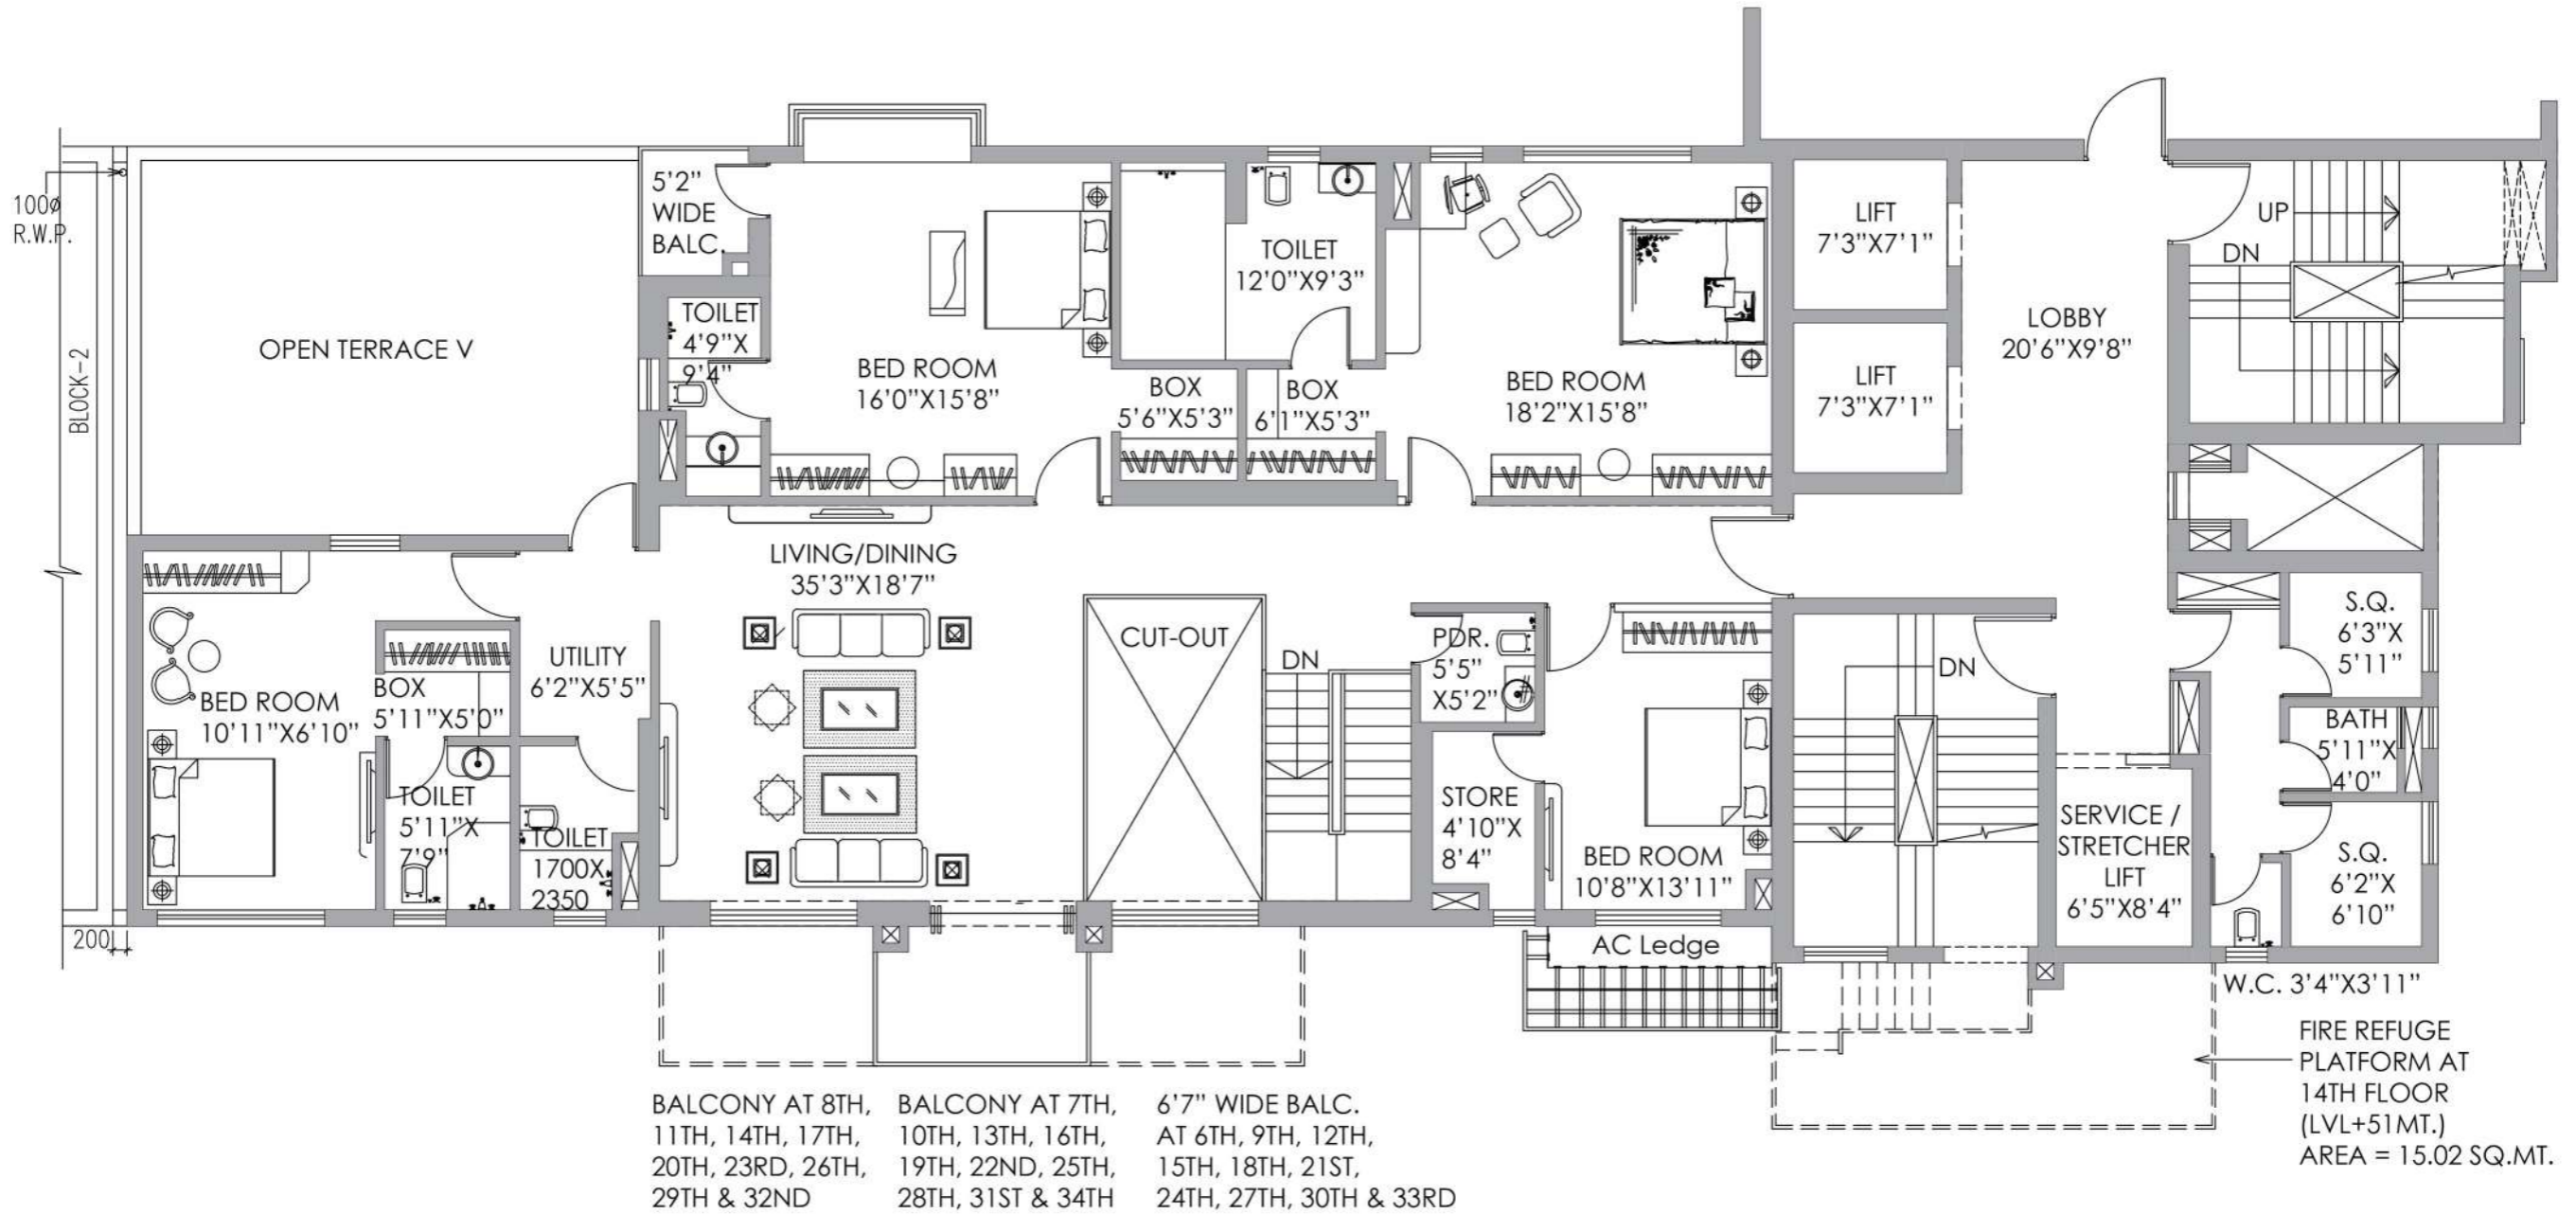 100ø
R.W.P.
BLOCK-2
200
OPEN TERRACE V
5'2"
WIDE
BALC.
TOILET
4'9"X
9'4"
BED ROOM
16'0"X15'8"
BOX
5'6"X5'3"
TOILET
12'0"X9'3"
BOX
6'1"X5'3"
BED ROOM
18'2"X15'8"
LIFT
7'3"X7'1"
LIFT
7'3"X7'1"
LOBBY
20'6"X9'8"
UP
DN
LIVING/DINING
35'3"X18'7"
CUT-OUT
DN
PDR.
5'5"
X5'2"
STORE
4'10"X
8'4"
BED ROOM
10'8"X13'11"
AC Ledge
DN
SERVICE /
STRETCHER
LIFT
6'5"X8'4"
S.Q.
6'3"X
5'11"
BATH
5'11"X
4'0"
S.Q.
6'2"X
6'10"
W.C. 3'4"X3'11"
BED ROOM
10'11"X6'10"
BOX
5'11"X5'0"
UTILITY
6'2"X5'5"
TOILET
5'11"X
7'9"
TOILET
1700X
2350
BALCONY AT 8TH,
11TH, 14TH, 17TH,
20TH, 23RD, 26TH,
29TH & 32ND
BALCONY AT 7TH,
10TH, 13TH, 16TH,
19TH, 22ND, 25TH,
28TH, 31ST & 34TH
6'7" WIDE BALC.
AT 6TH, 9TH, 12TH,
15TH, 18TH, 21ST,
24TH, 27TH, 30TH & 33RD
FIRE REFUGE
PLATFORM AT
14TH FLOOR
(LVL+51MT.)
AREA = 15.02 SQ.MT.